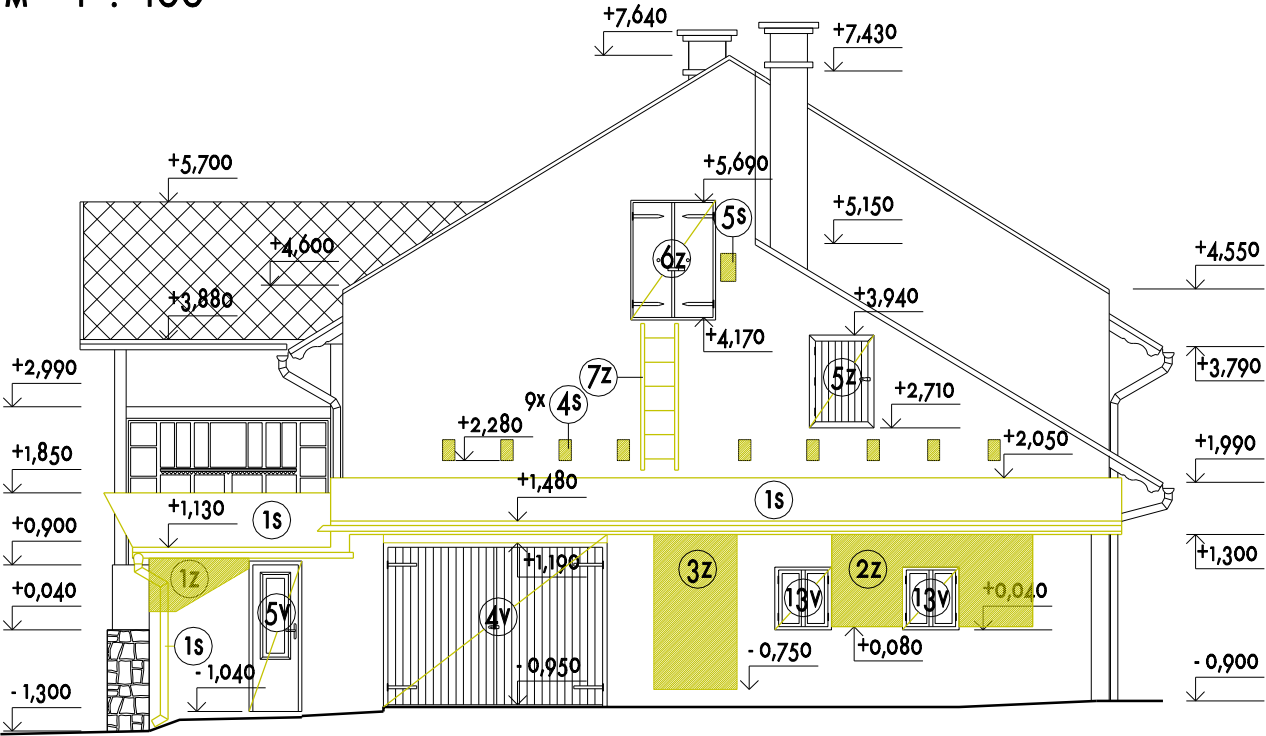 M 1 : 100
+7,640
+7,430
+5,700
+5,690
5s
+5,150
+4,600
6z
+4,550
+3,880
+3,940
+4,170
+2,990
7z
5z
+3,790
9x 4s
+2,710
+2,280
+2,050
+1,850
+1,990
+1,480
1s
+1,130
1s
+0,900
+1,190
+1,300
1z
3z
2z
+0,040
5v
4v
13v
13v
+0,040
1s
- 0,750
+0,080
- 1,040
- 0,950
- 0,900
- 1,300